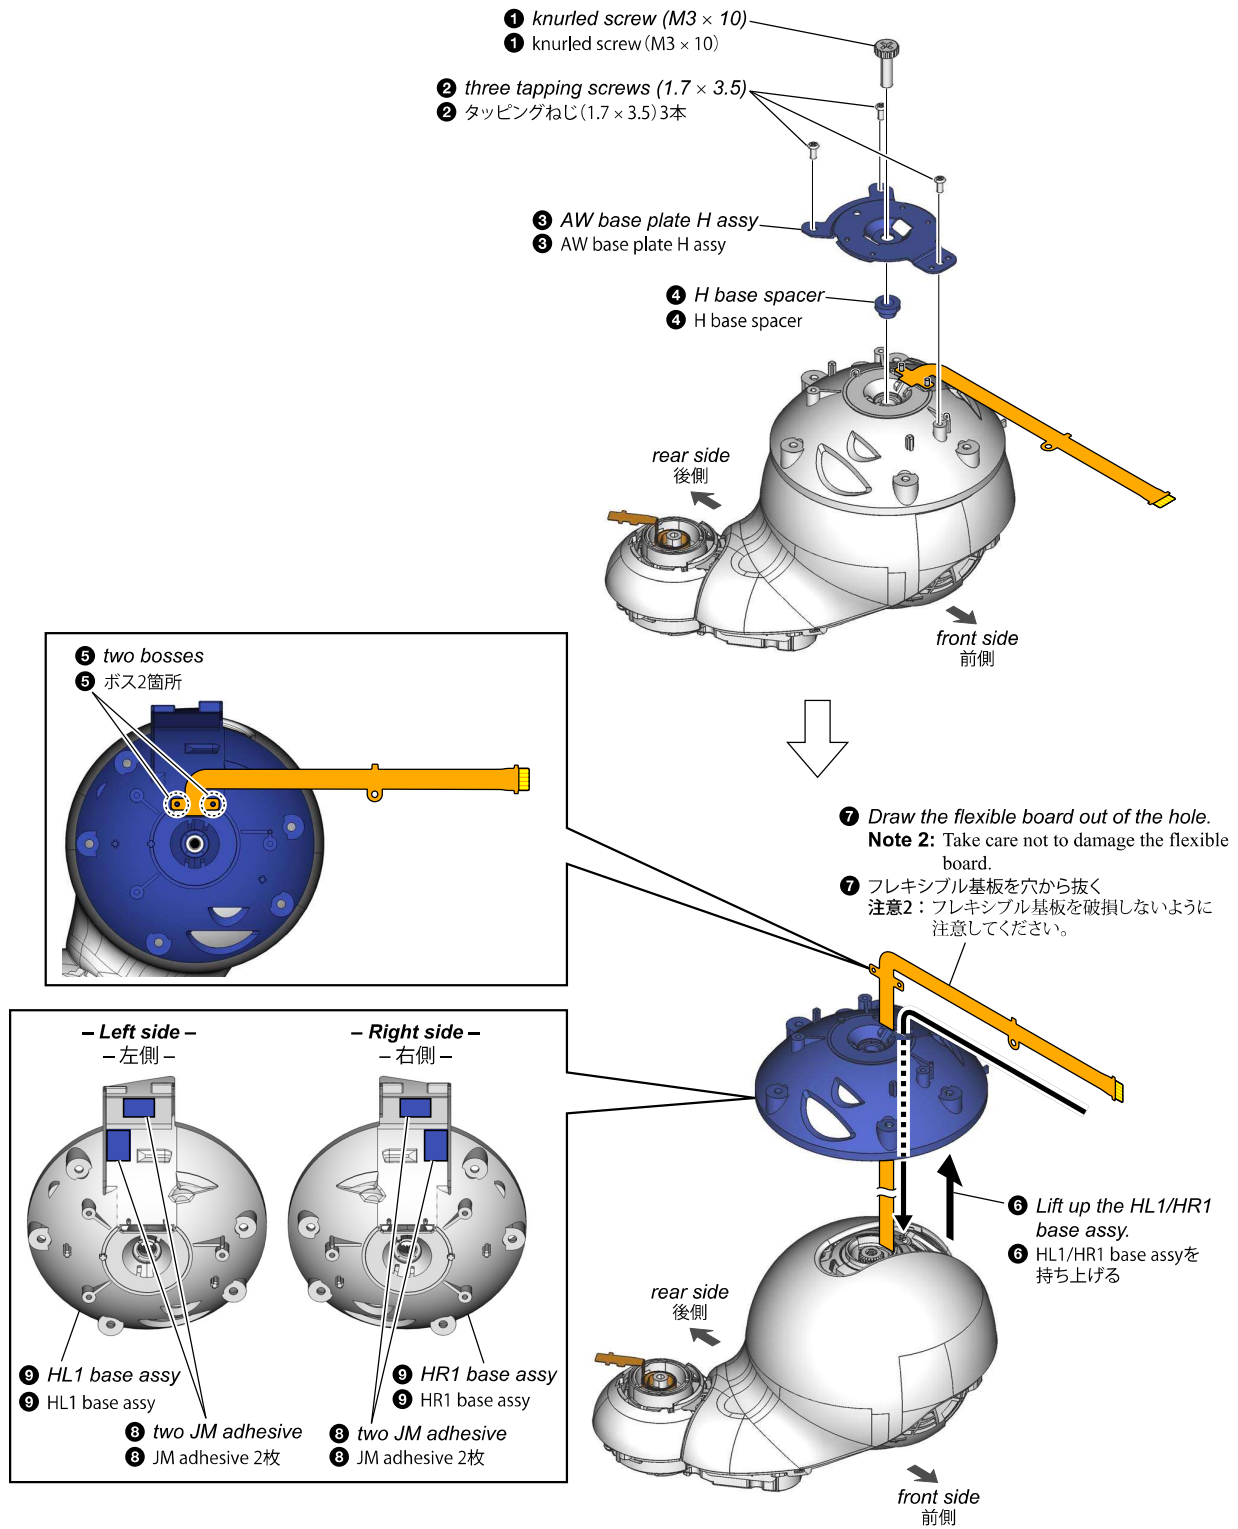 ❶ knurled screw (M3 × 10)
❶ knurled screw（M3 × 10）
❷ three tapping screws (1.7 × 3.5)
❷ タッピングねじ（1.7 × 3.5）3本
❸ AW base plate H assy
❸ AW base plate H assy
❹ H base spacer
❹ H base spacer
rear side
後側
front side
前側
❺ two bosses
❺ ボス2箇所
❼ Draw the flexible board out of the hole.
Note 2: Take care not to damage the flexible
board.
❼ フレキシブル基板を穴から抜く
注意2：フレキシブル基板を破損しないように
注意してください。
– Left side –
– 左側 –
– Right side –
– 右側 –
❾ HL1 base assy
❾ HL1 base assy
❽ two JM adhesive
❽ JM adhesive 2枚
❾ HR1 base assy
❾ HR1 base assy
❽ two JM adhesive
❽ JM adhesive 2枚
❻ Lift up the HL1/HR1
base assy.
❻ HL1/HR1 base assyを
持ち上げる
rear side
後側
front side
前側